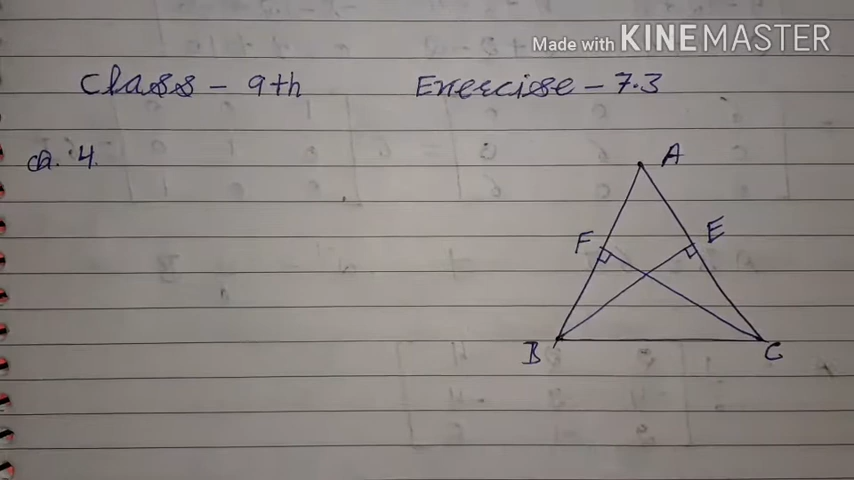 Made with KINEMASTER
Class - 9th Exercise - 7.3
Q. 4.
A
F E
B C